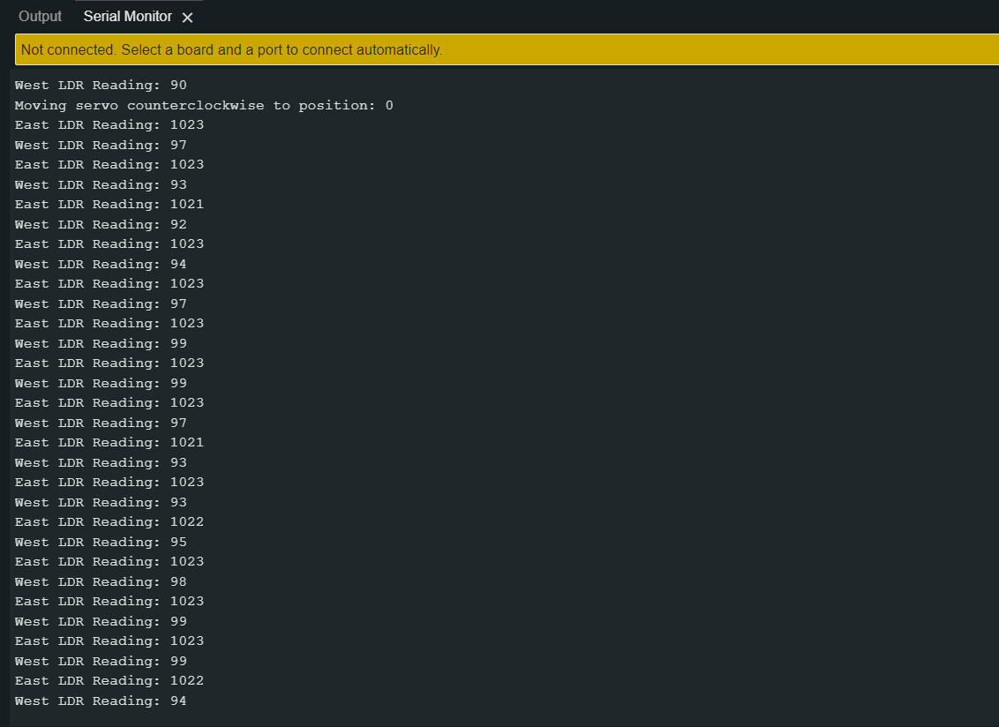 Output Serial Monitor
Not connected. Select a board and a port to connect automatically.
West LDR Reading: 90
Moving servo counterclockwise to position: 0
East LDR Reading: 1023
West LDR Reading: 97
East LDR Reading: 1023
West LDR Reading: 93
East LDR Reading: 1021
West LDR Reading: 92
East LDR Reading: 1023
West LDR Reading: 94
East LDR Reading: 1023
West LDR Reading: 97
East LDR Reading: 1023
West LDR Reading: 99
East LDR Reading: 1023
West LDR Reading: 99
East LDR Reading: 1023
West LDR Reading: 97
East LDR Reading: 1021
West LDR Reading: 93
East LDR Reading: 1023
West LDR Reading: 93
East LDR Reading: 1022
West LDR Reading: 95
East LDR Reading: 1023
West LDR Reading: 98
East LDR Reading: 1023
West LDR Reading: 99
East LDR Reading: 1023
West LDR Reading: 99
East LDR Reading: 1022
West LDR Reading: 94